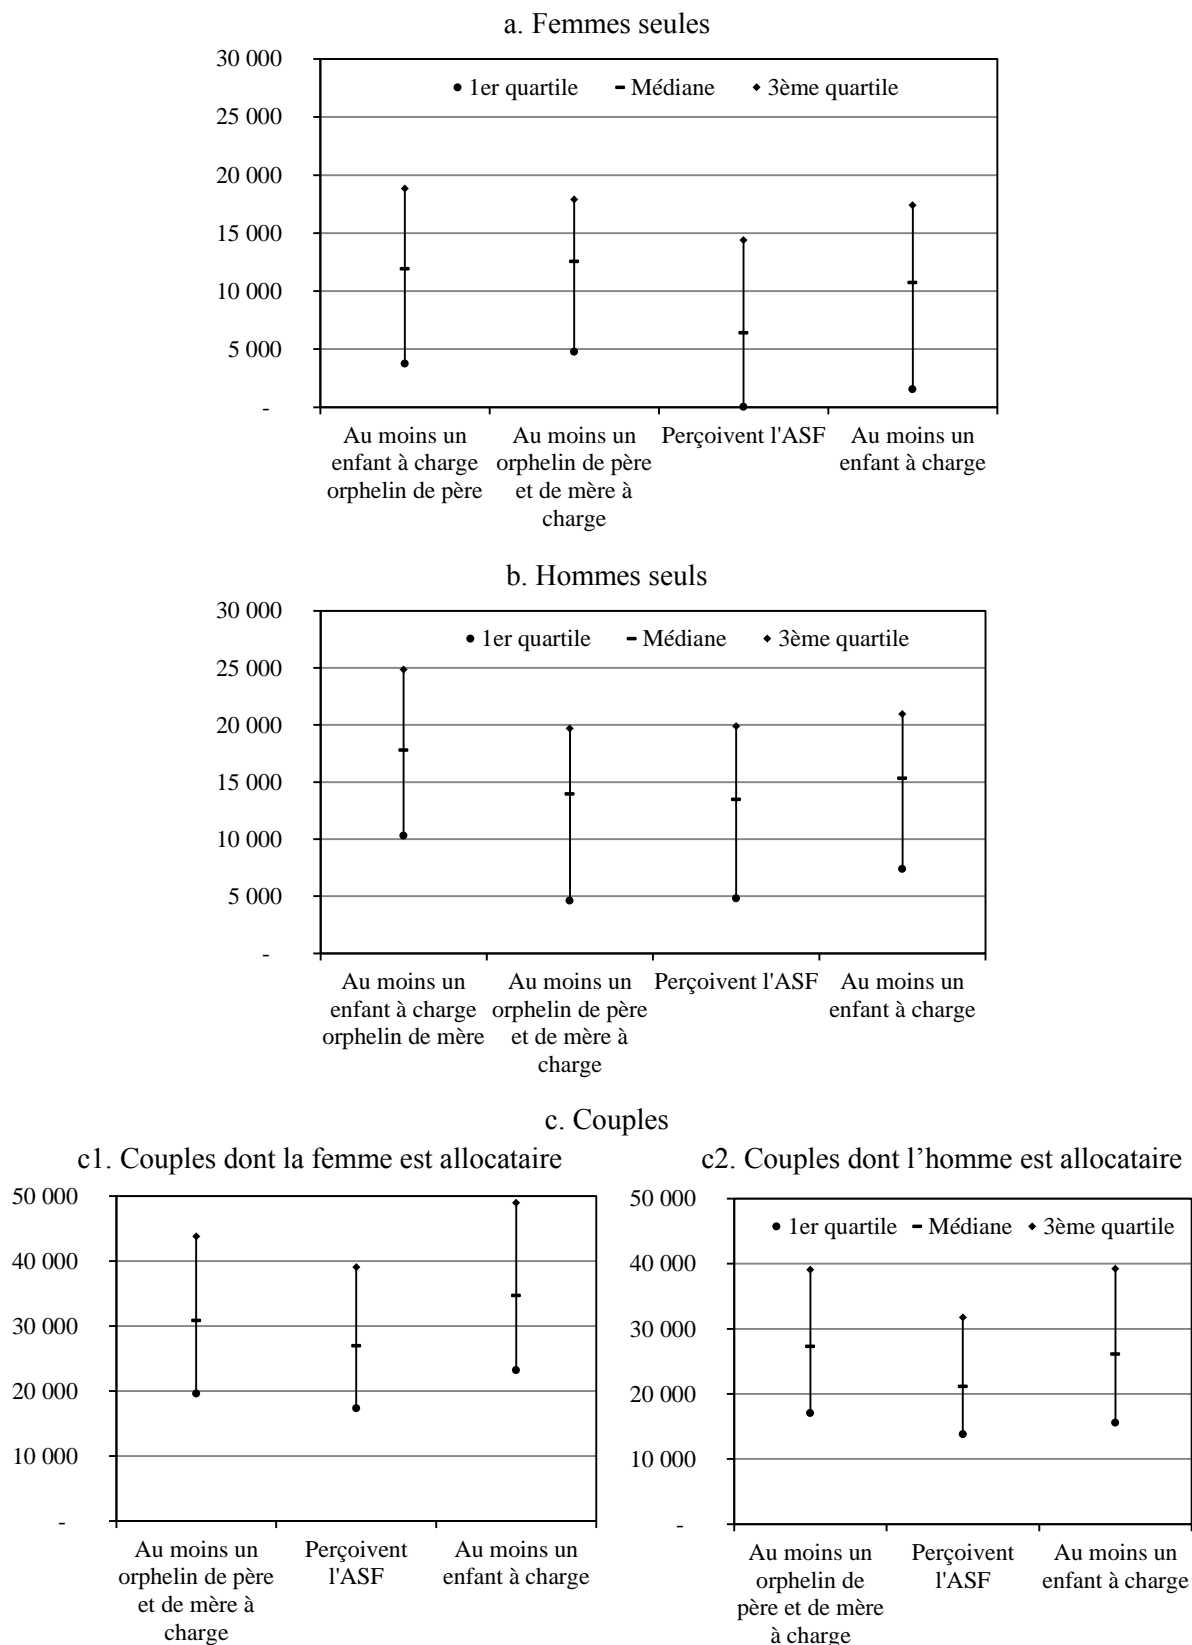 a. Femmes seules
30 000
1er quartile Médiane 3ème quartile
25 000
20 000
15 000
10 000
5 000
-
Au moins un
enfant à charge
orphelin de père
Au moins un
orphelin de père
et de mère à
charge
Perçoivent l'ASF
Au moins un
enfant à charge
b. Hommes seuls
30 000
1er quartile Médiane 3ème quartile
25 000
20 000
15 000
10 000
5 000
-
Au moins un
enfant à charge
orphelin de mère
Au moins un
orphelin de père
et de mère à
charge
Perçoivent l'ASF
Au moins un
enfant à charge
c. Couples
c1. Couples dont la femme est allocataire
50 000
40 000
30 000
20 000
10 000
-
Au moins un
orphelin de père
et de mère à
charge
Perçoivent
l'ASF
Au moins un
enfant à charge
c2. Couples dont l’homme est allocataire
50 000
1er quartile Médiane 3ème quartile
40 000
30 000
20 000
10 000
-
Au moins un
orphelin de
père et de mère
à charge
Perçoivent
l'ASF
Au moins un
enfant à charge